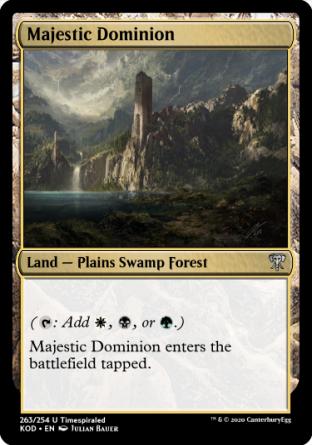 Majestic Dominion
Land — Plains Swamp Forest
( : Add , , or .)
Majestic Dominion enters the
battlefield tapped.
263/254 U Timespiraled
KOD • EN JULIAN BAUER
™ & © 2020 CanterburyEgg